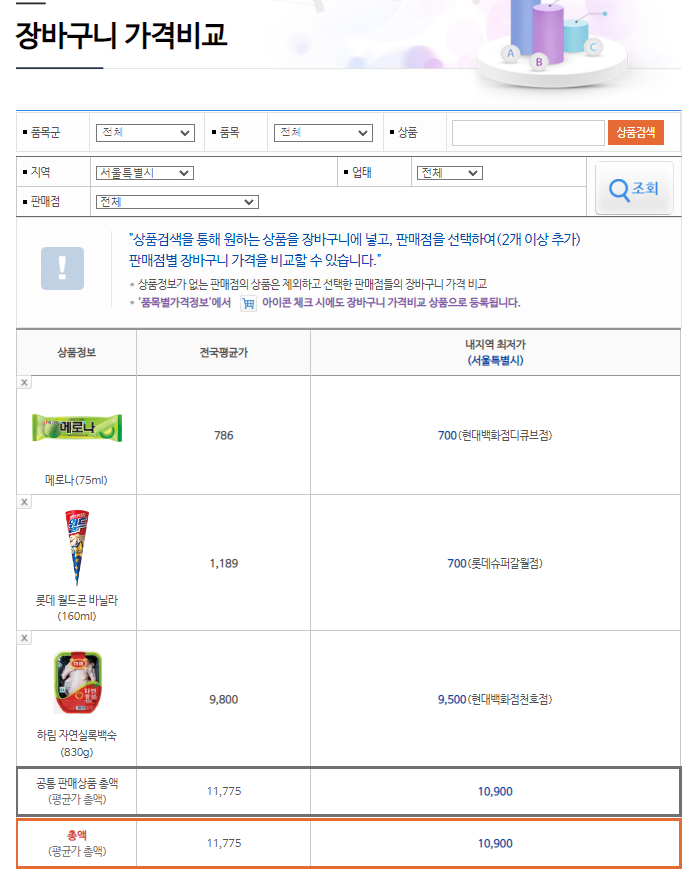 장바구니 가격비교
A
B
C
품목군 전체 품목 전체 상품 상품검색
지역 서울특별시 업태 전체 조회
판매점 전체
!
"상품검색을 통해 원하는 상품을 장바구니에 넣고, 판매점을 선택하여(2개 이상 추가)
판매점별 장바구니 가격을 비교할 수 있습니다."
상품정보가 없는 판매점의 상품은 제외하고 선택한 판매점들의 장바구니 가격 비교
'품목별가격정보'에서 아이콘 체크 시에도 장바구니 가격비교 상품으로 등록됩니다.
상품정보 전국평균가 내지역 최저가
(서울특별시)
x
메로나
786 700(현대백화점디큐브점)
메로나(75ml)
x
월드콘
1,189 700(롯데슈퍼갈월점)
롯데 월드콘 바닐라
(160ml)
x
9,800 9,500(현대백화점천호점)
하림 자연실록백숙
(830g)
공통 판매상품 총액
(평균가 총액)
11,775 10,900
총액
(평균가 총액)
11,775 10,900